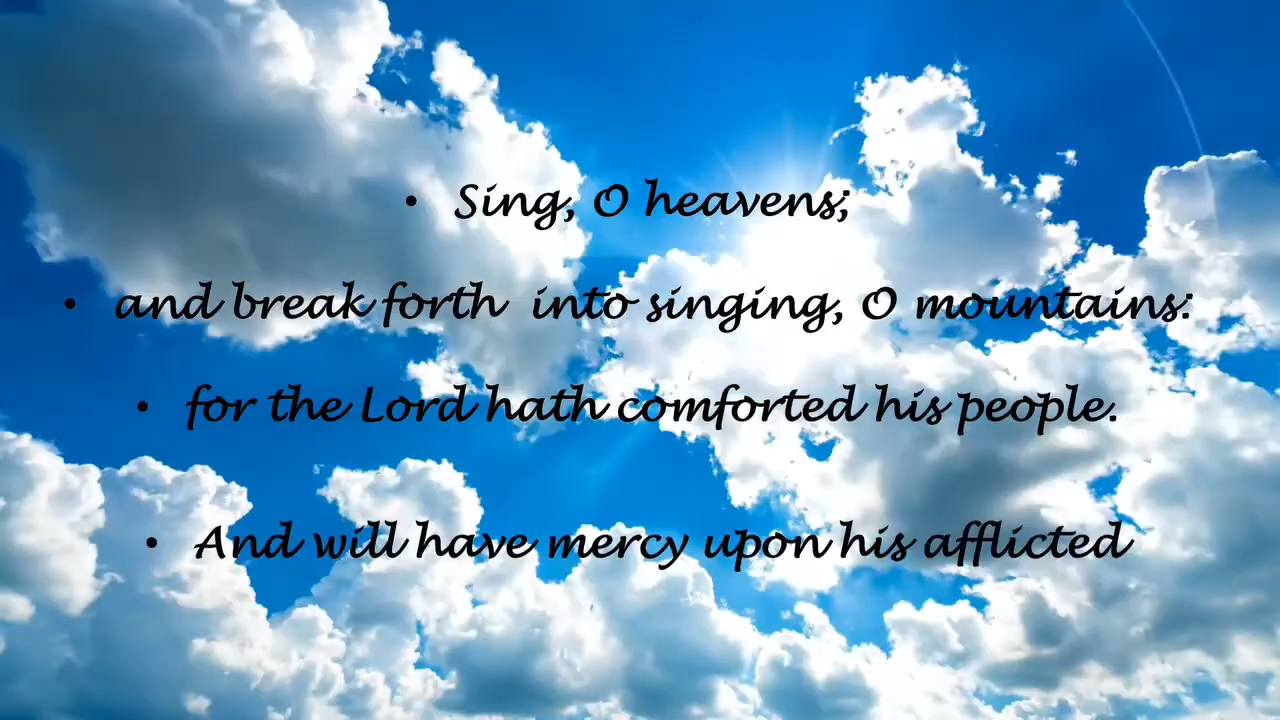 • Sing, O heavens;
• and break forth into singing, O mountains:
• for the Lord hath comforted his people.
• And will have mercy upon his afflicted